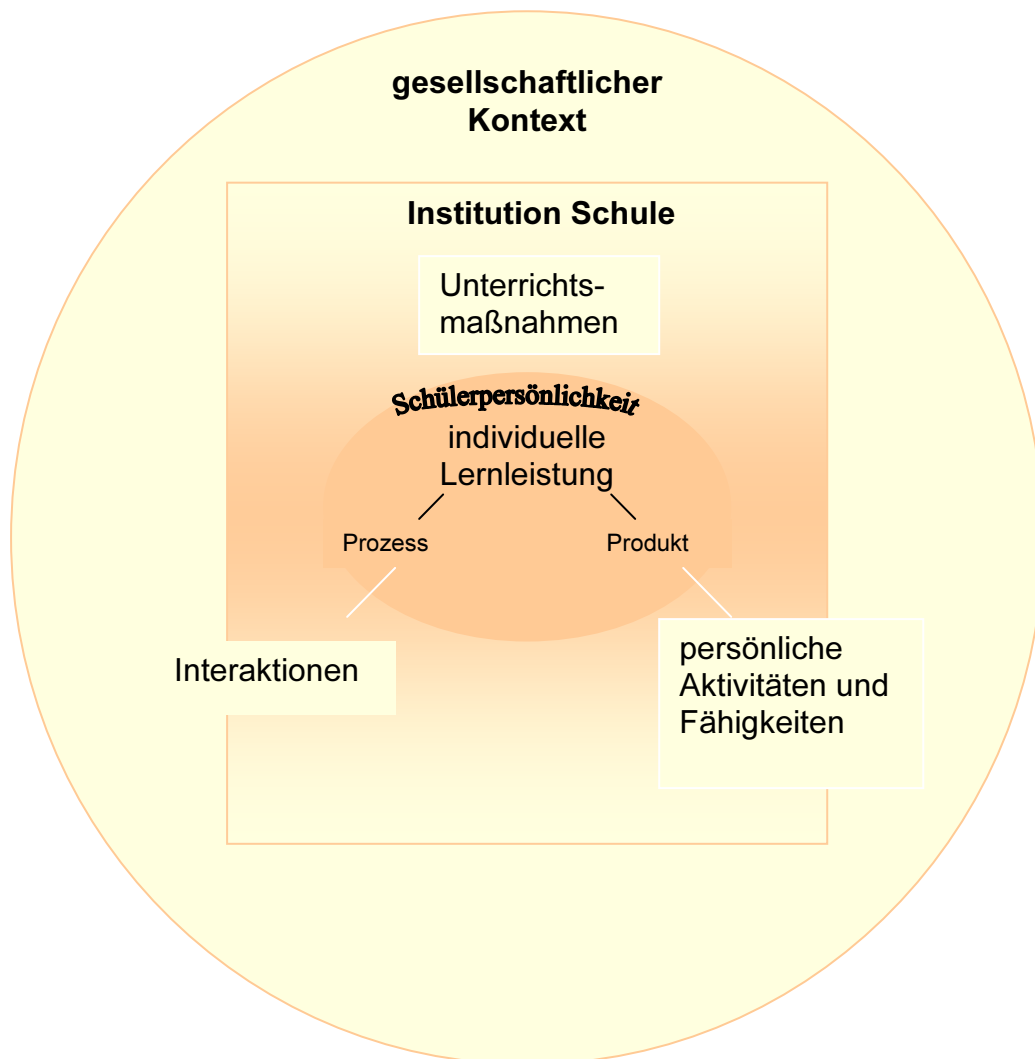 gesellschaftlicher
Kontext
Institution Schule
Unterrichts-
maßnahmen
Schülerpersönlichkeit
individuelle
Lernleistung
Prozess
Produkt
Interaktionen
persönliche
Aktivitäten und
Fähigkeiten